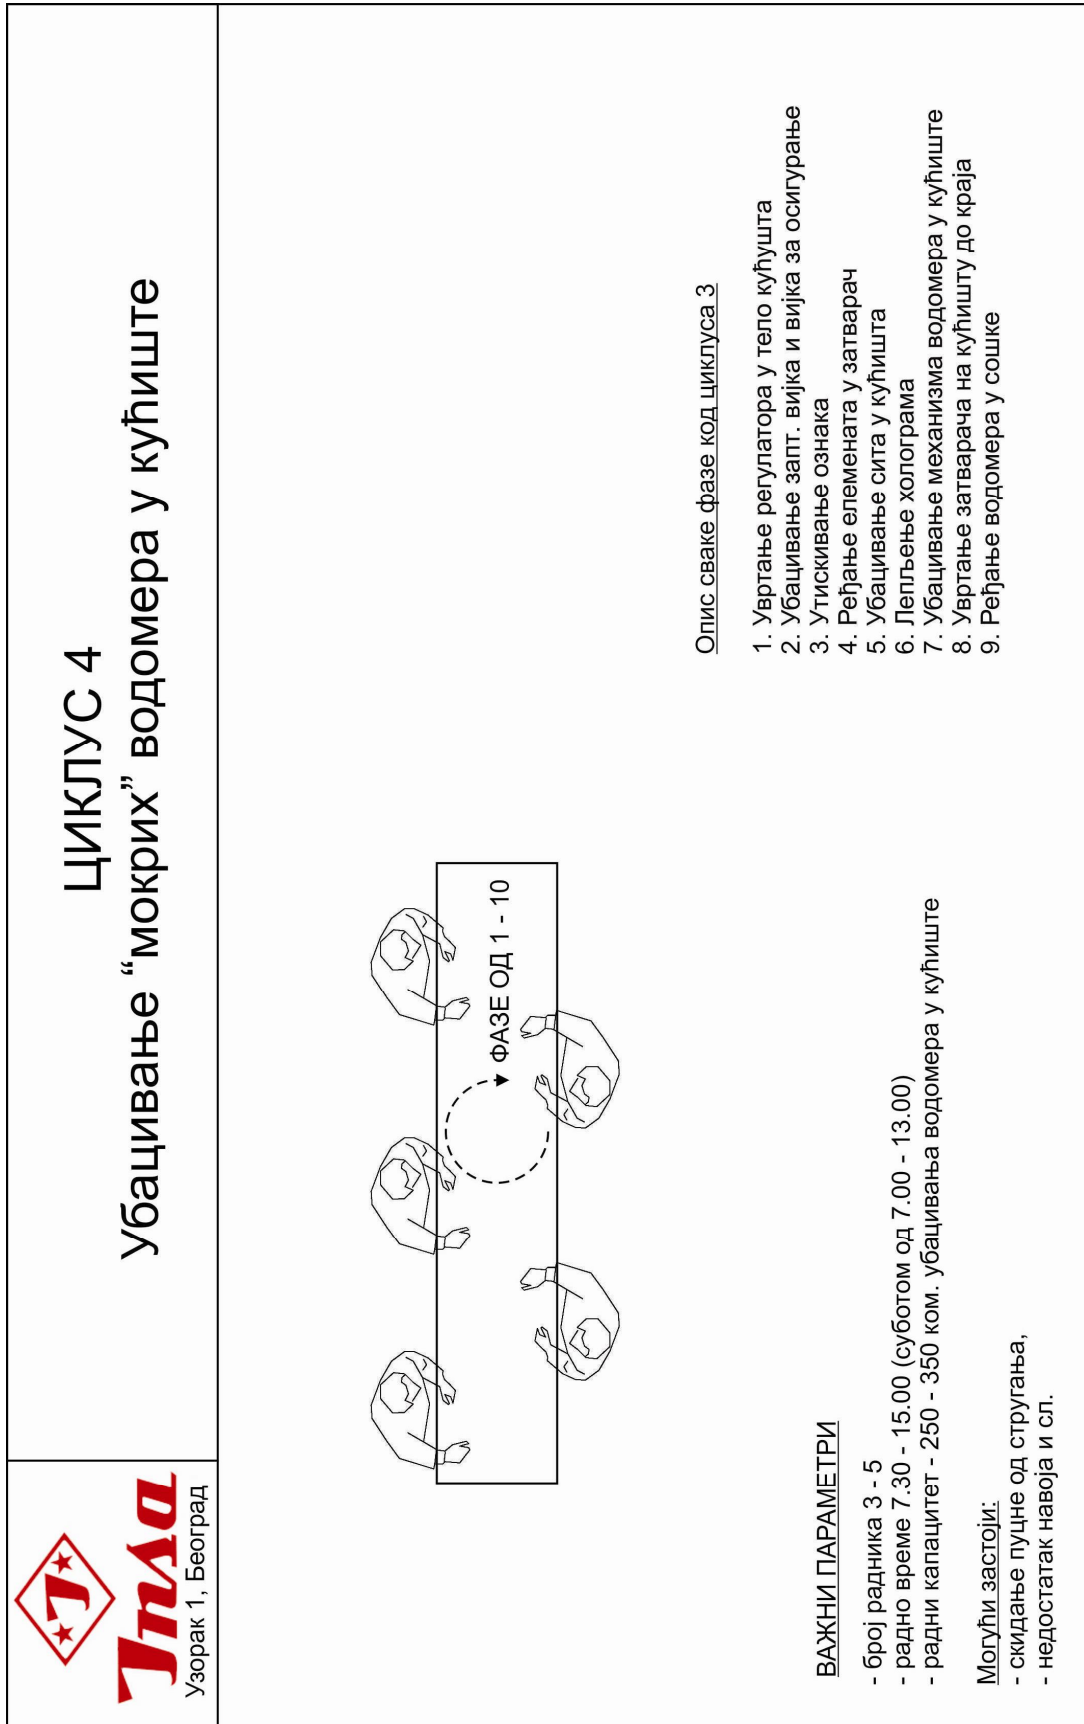 Insa
Узорак 1, Београд
ЦИКЛУС 4
Убацивање “мокрих” водомера у кућиште
ФАЗЕ ОД 1 - 10
ВАЖНИ ПАРАМЕТРИ
- број радника 3 - 5
- радно време 7.30 - 15.00 (суботом од 7.00 - 13.00)
- радни капацитет - 250 - 350 ком. убацивања водомера у кућиште
Могући застоји:
- скидање пуцне од стругања,
- недостатак навоја и сл.
Опис сваке фазе код циклуса 3
1. Увртање регулатора у тело кућушта
2. Убацивање запт. вијка и вијка за осигурање
3. Утискивање ознака
4. Ређање елемената у затварач
5. Убацивање сита у кућишта
6. Лепљење холограма
7. Убацивање механизма водомера у кућиште
8. Увртање затварача на кућишту до краја
9. Ређање водомера у сошке